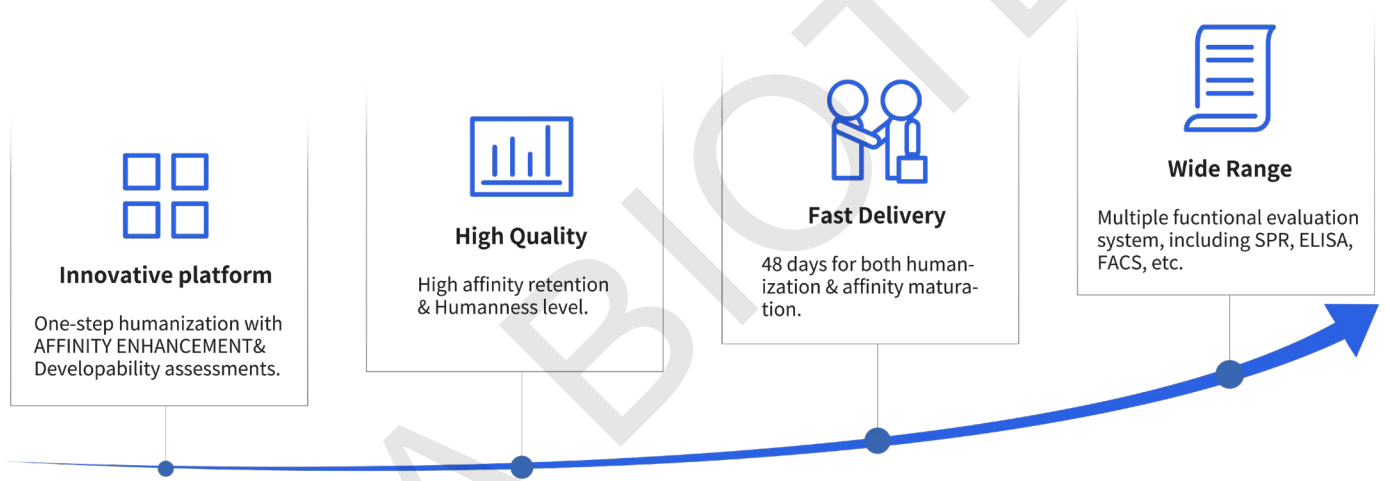 Innovative platform
One-step humanization with
AFFINITY ENHANCEMENT&
Developability assessments.
High Quality
High affinity retention
& Humanness level.
Fast Delivery
48 days for both human-
ization & affinity matura-
tion.
Wide Range
Multiple fucntional evaluation
system, including SPR, ELISA,
FACS, etc.
A BIOTE